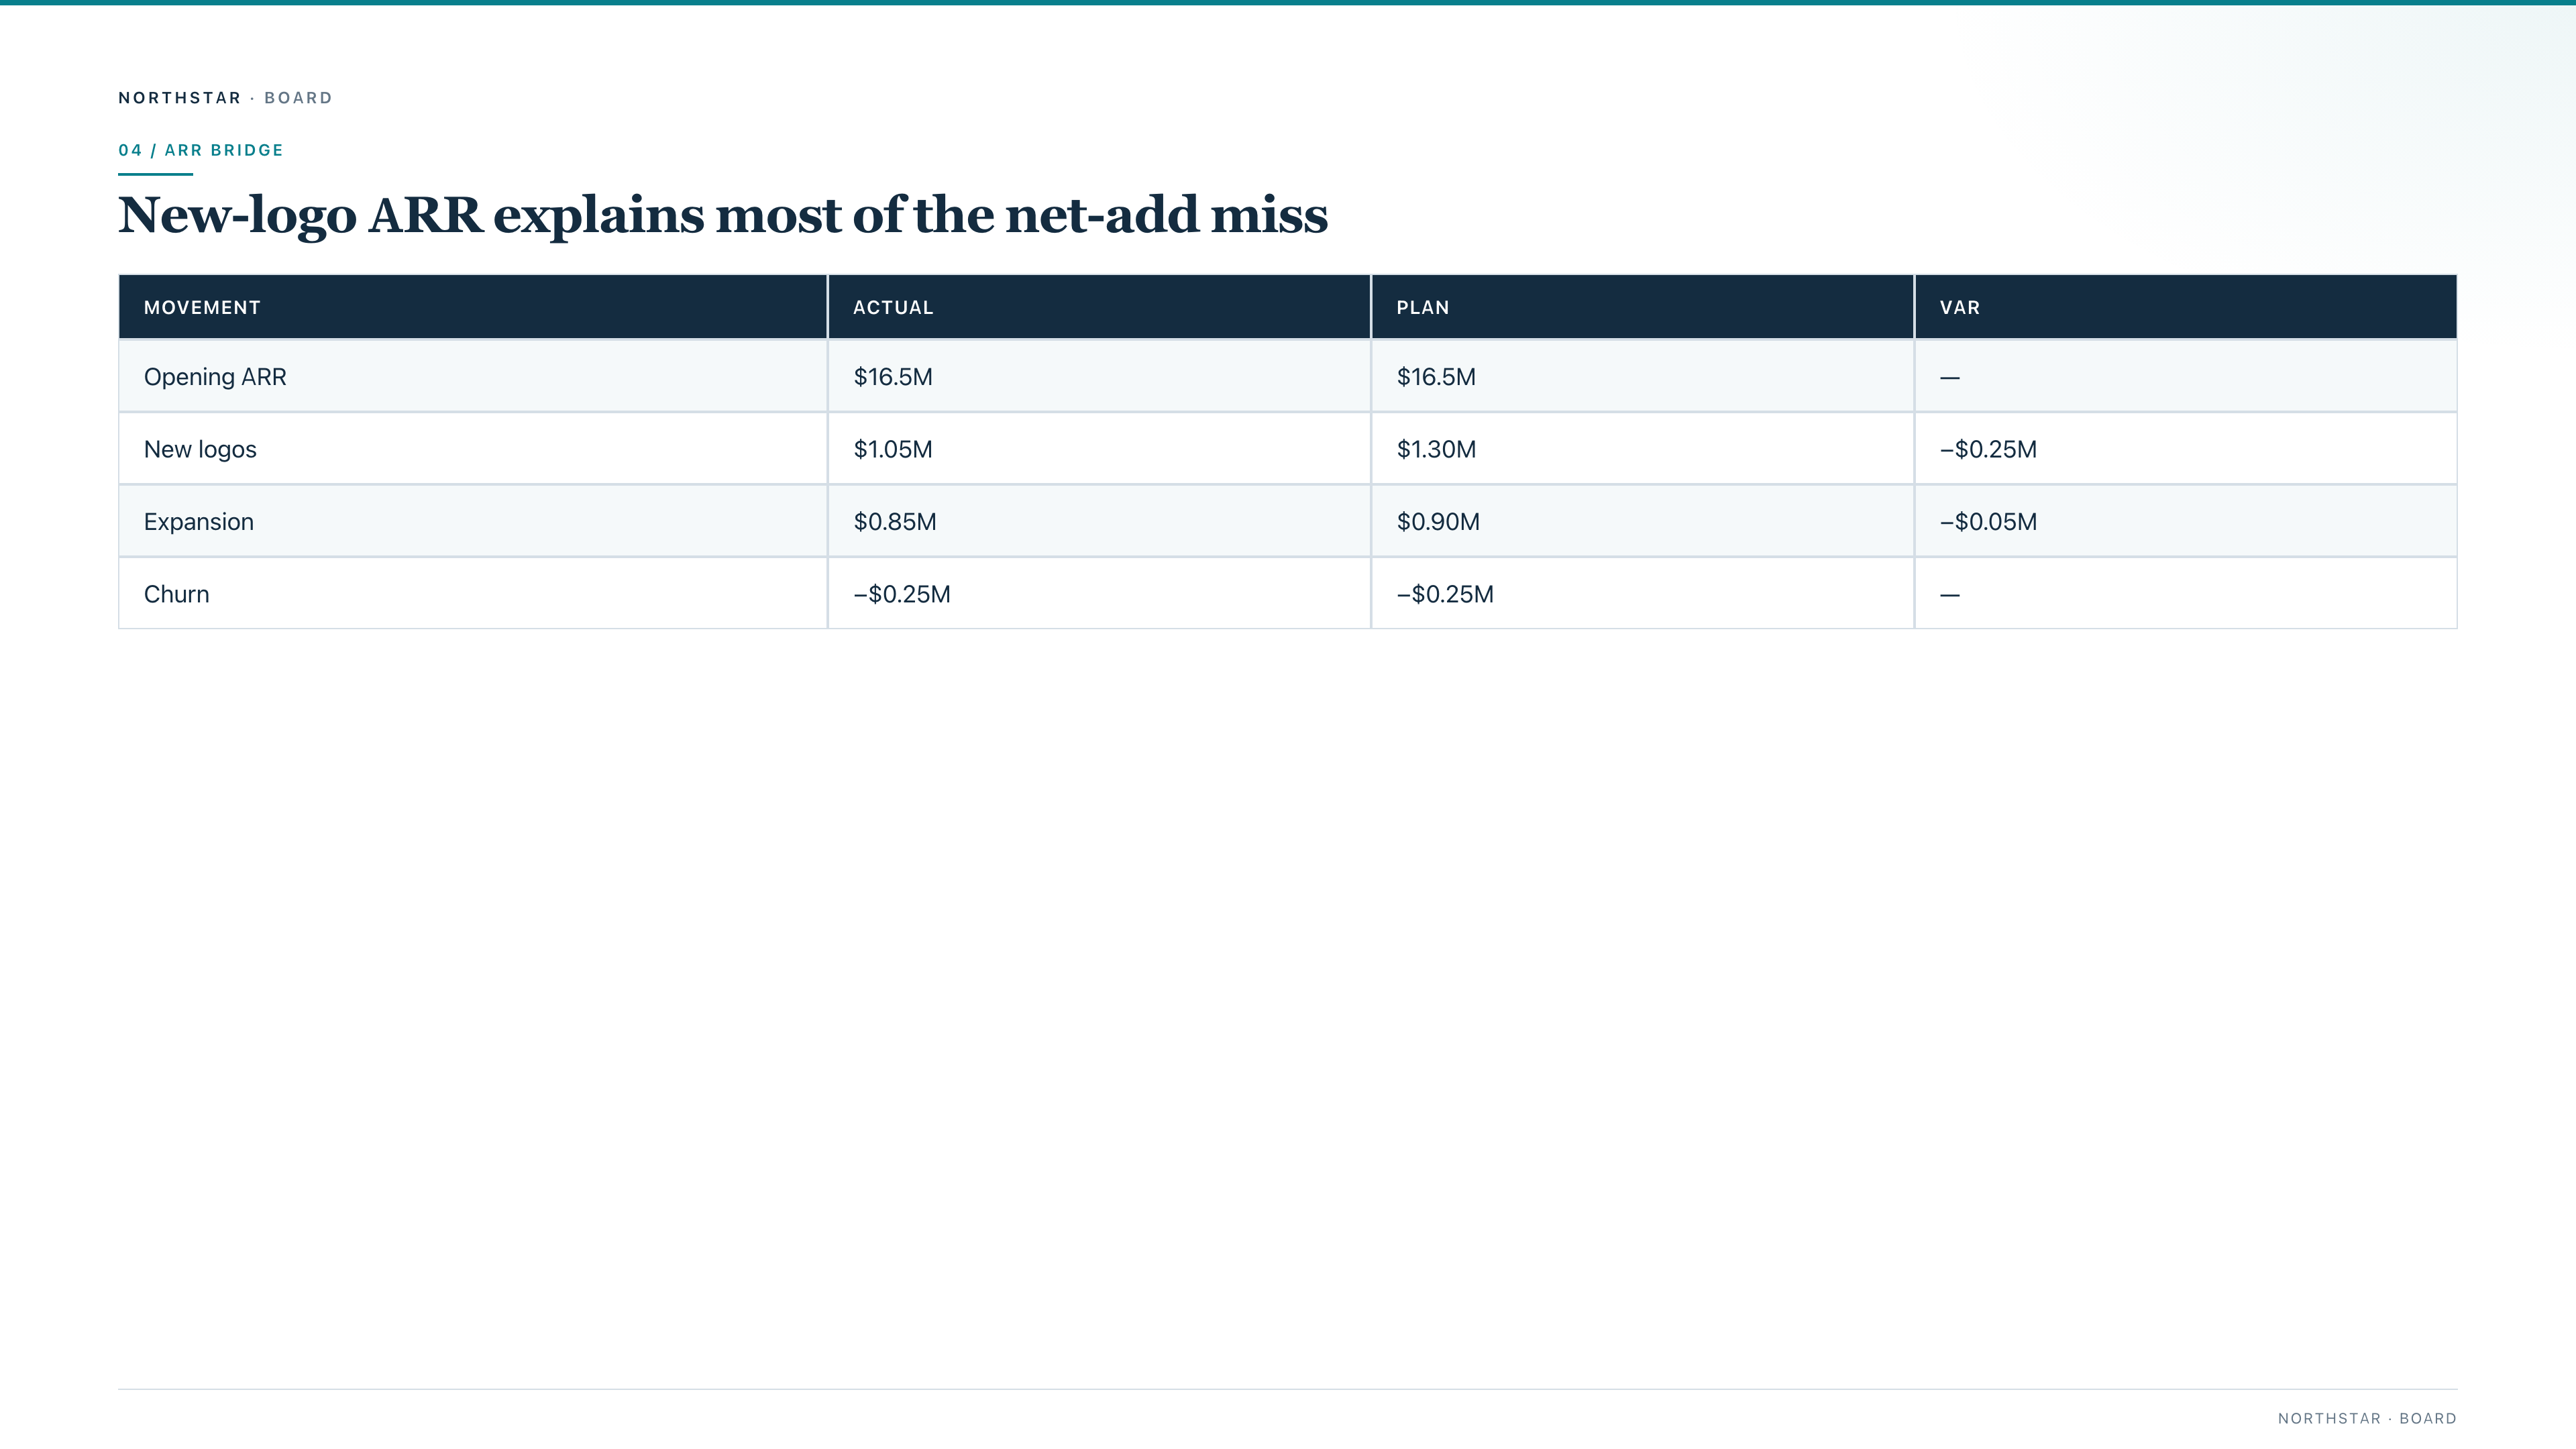 NORTHSTAR · BOARD
04 / ARR BRIDGE
New-logo ARR explains most of the net-add miss
MOVEMENT ACTUAL PLAN VAR
Opening ARR $16.5M $16.5M —
New logos $1.05M $1.30M –$0.25M
Expansion $0.85M $0.90M –$0.05M
Churn –$0.25M –$0.25M —
NORTHSTAR · BOARD